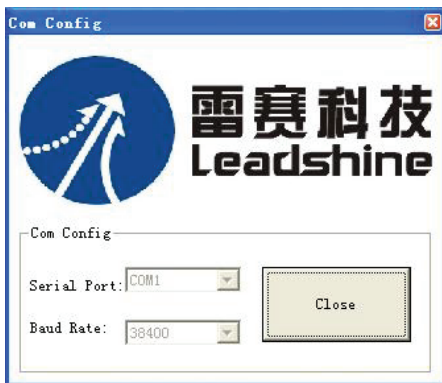 Com Config
雷赛科技
Leadshine
Com Config
Serial Port: COM1
Close
Baud Rate: 38400